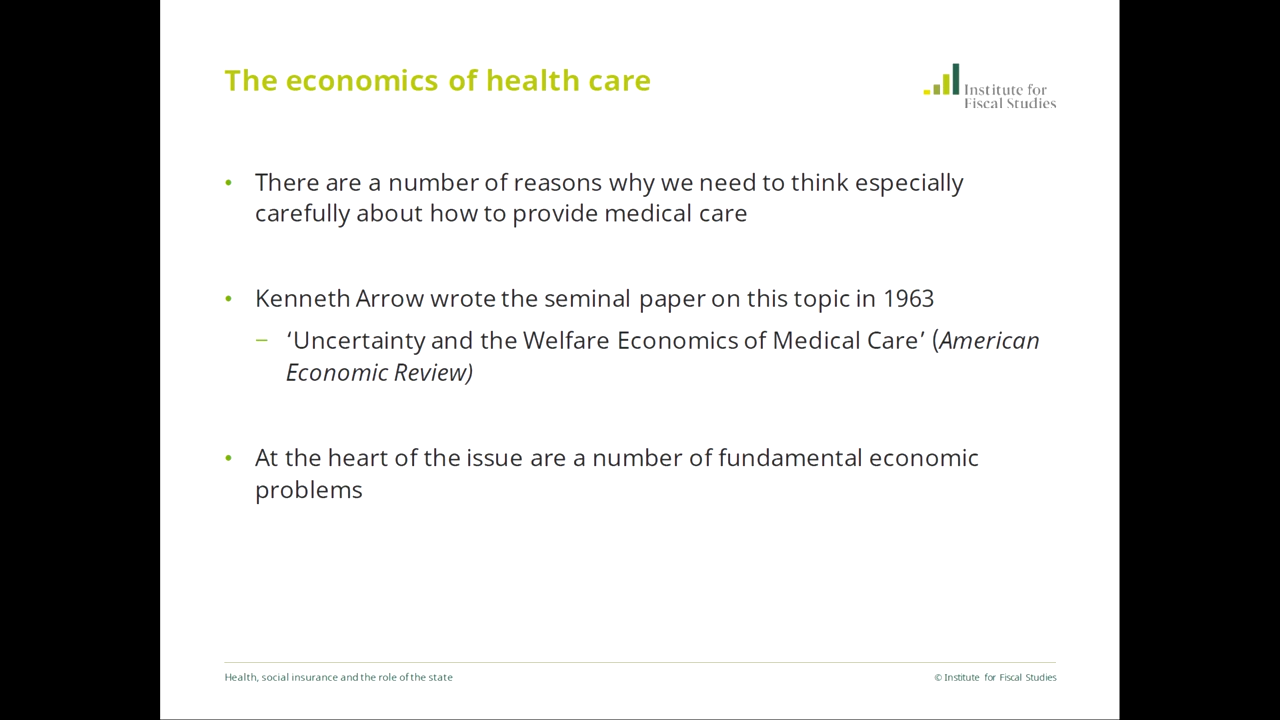 The economics of health care
Institute for
Fiscal Studies
• There are a number of reasons why we need to think especially
carefully about how to provide medical care
• Kenneth Arrow wrote the seminal paper on this topic in 1963
– ‘Uncertainty and the Welfare Economics of Medical Care’ (American
Economic Review)
• At the heart of the issue are a number of fundamental economic
problems
Health, social insurance and the role of the state
© Institute for Fiscal Studies